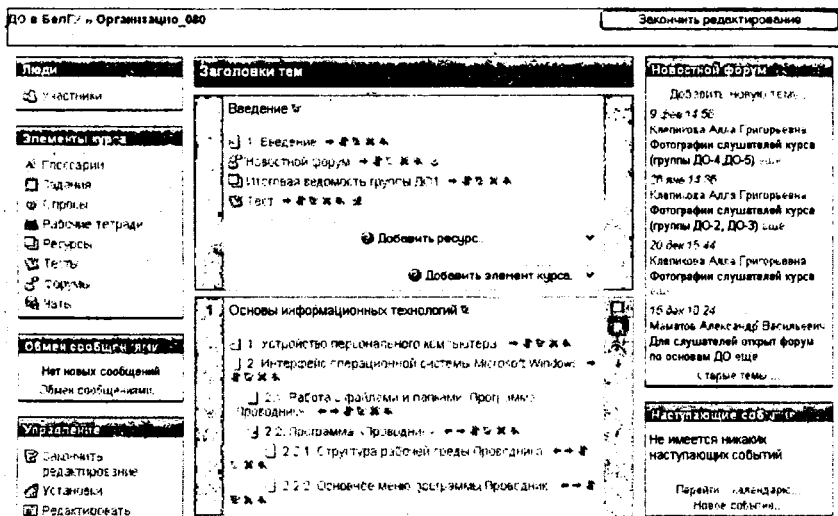 ДО в БелГУ » Организацию_080
Закончить редактирование
Люди
Участники
Элементы курса
Глоссарии
Задания
Опросы
Рабочие тетради
Ресурсы
Тесты
Форумы
Чаты
Обмен сообщениями
Нет новых сообщений
Обмен сообщениями
Управление
Закончить
редактирование
Установки
Редактировать
Заголовки тем
Введение
1. Введение
Новостной форум
Итоговая ведомость группы ДО1
Тест
Добавить ресурс...
Добавить элемент курса...
1 Основы информационных технологий
1. Устройство персонального компьютера
2. Интерфейс операционной системы Microsoft Windows
2.1. Работа с файлами и папками. Программа
Проводник
2.2. Программа «Проводник»
2.2.1. Структура рабочей среды Проводника
2.2.2. Основное меню программы Проводник
Новостной форум
Добавить новую тему...
9 фев 14:56
Клепикова Алла Григорьевна
Фотографии слушателей курса
(группы ДО-4,ДО-5) еще...
Клепикова Алла Григорьевна
Фотографии слушателей курса
(группы ДО-2, ДО-3) еще...
20 дек 15:44
Клепикова Алла Григорьевна
Фотографии слушателей курса
еще...
15 дек 10:24
Маматов Александр Васильевич
Для слушателей открыт форум
по основам ДО еще...
Старые темы ...
Наступающие события
Не имеется никаких
наступающих событий
Перейти к календарю...
Новое событие...